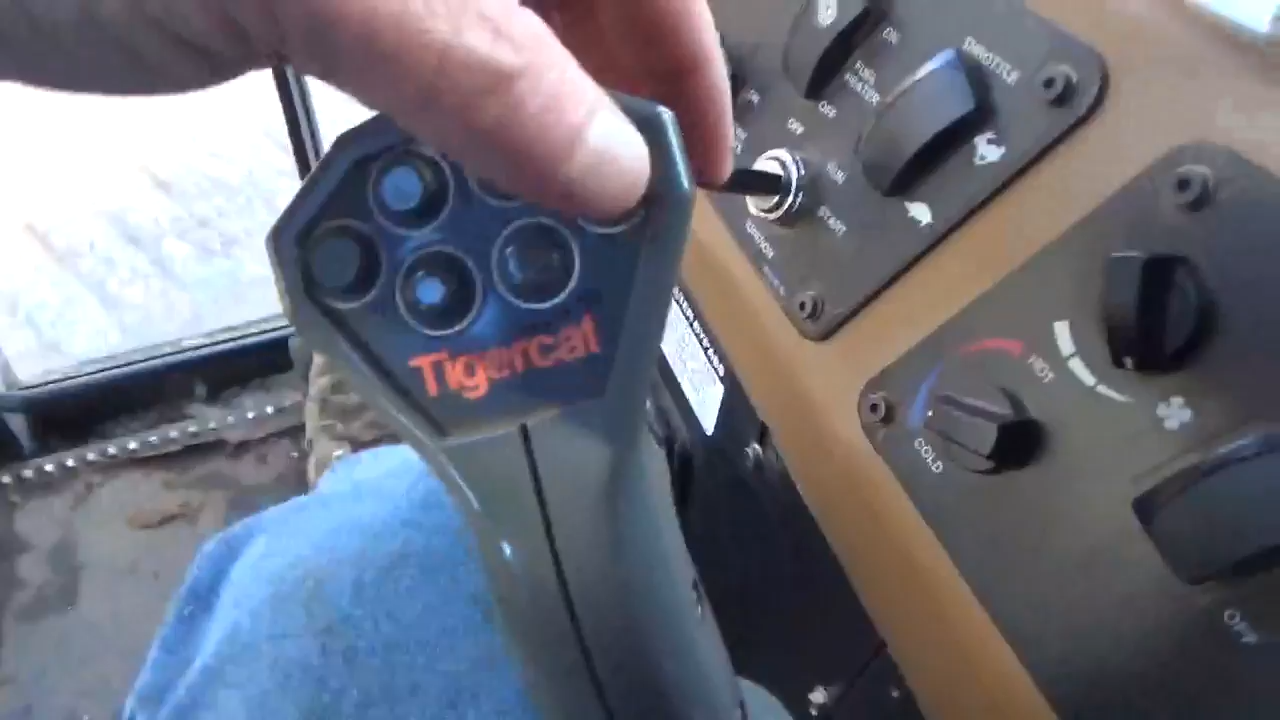 ON
THROTTLE
FUEL
HEATER
OFF
OFF
RUN
START
IGNITION
Tigercat
HOT
COLD
OFF